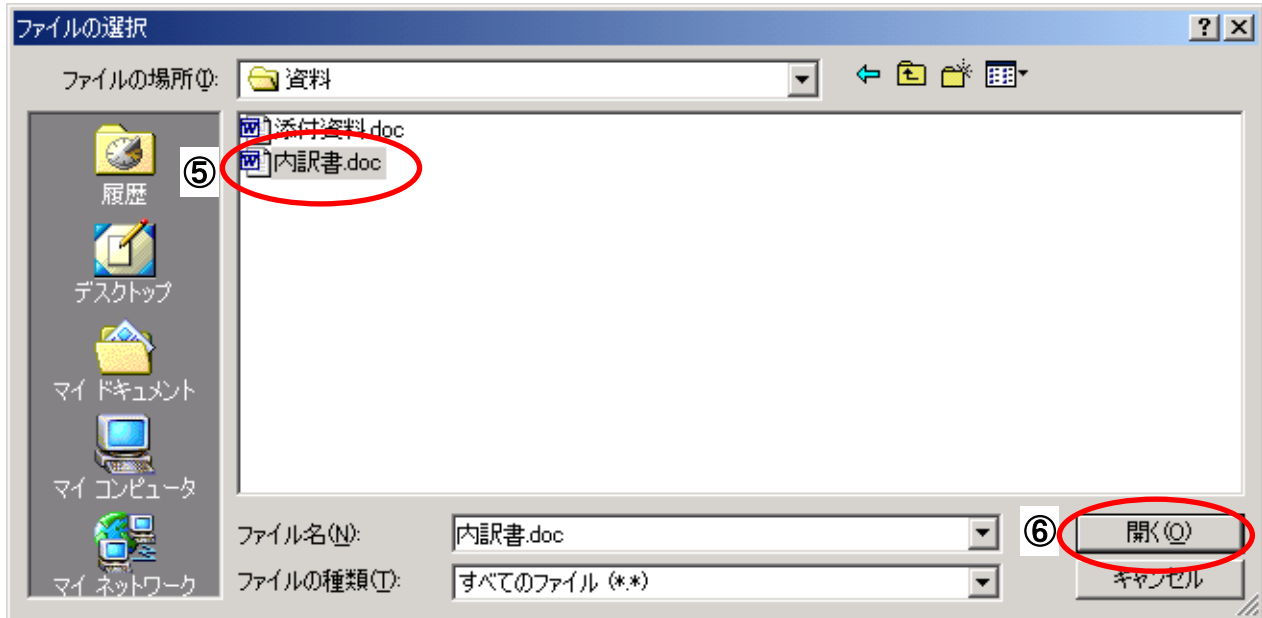 ファイルの選択
ファイルの場所(I):
資料
添付資料.doc
⑤
内訳書.doc
履歴
デスクトップ
マイ ドキュメント
マイ コンピュータ
マイ ネットワーク
ファイル名(N):
内訳書.doc
⑥
開く(O)
ファイルの種類(T):
すべてのファイル (*.*)
キャンセル